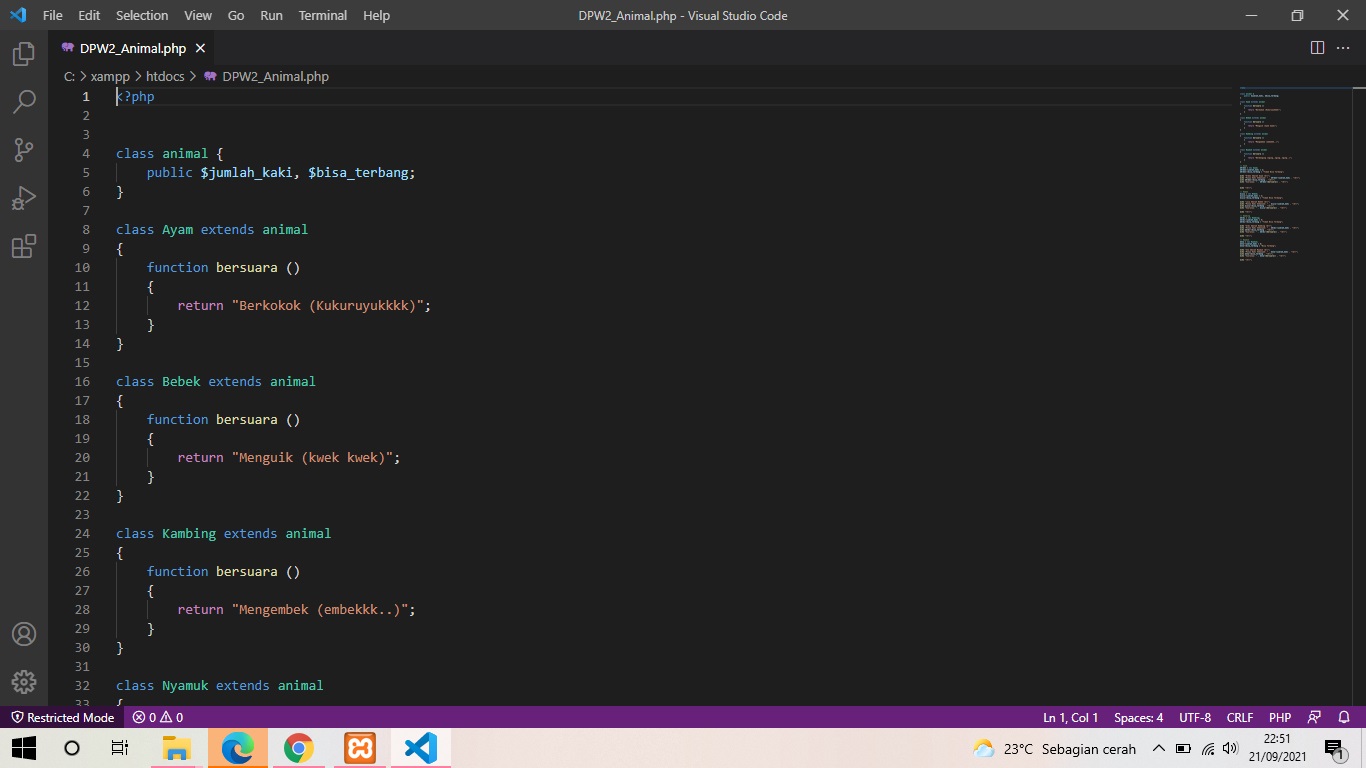 File Edit Selection View Go Run Terminal Help DPW2_Animal.php - Visual Studio Code
DPW2_Animal.php
C: > xampp > htdocs > DPW2_Animal.php
1 <?php
2
3
4 class animal {
5 public $jumlah_kaki, $bisa_terbang;
6 }
7
8 class Ayam extends animal
9 {
10 function bersuara ()
11 {
12 return "Berkokok (Kukuruyukkkk)";
13 }
14 }
15
16 class Bebek extends animal
17 {
18 function bersuara ()
19 {
20 return "Menguik (kwek kwek)";
21 }
22 }
23
24 class Kambing extends animal
25 {
26 function bersuara ()
27 {
28 return "Mengembek (embekkk..)";
29 }
30 }
31
32 class Nyamuk extends animal
33 {
Restricted Mode 0 0 Ln 1, Col 1 Spaces: 4 UTF-8 CRLF PHP
23°C Sebagian cerah 22:51
21/09/2021 1